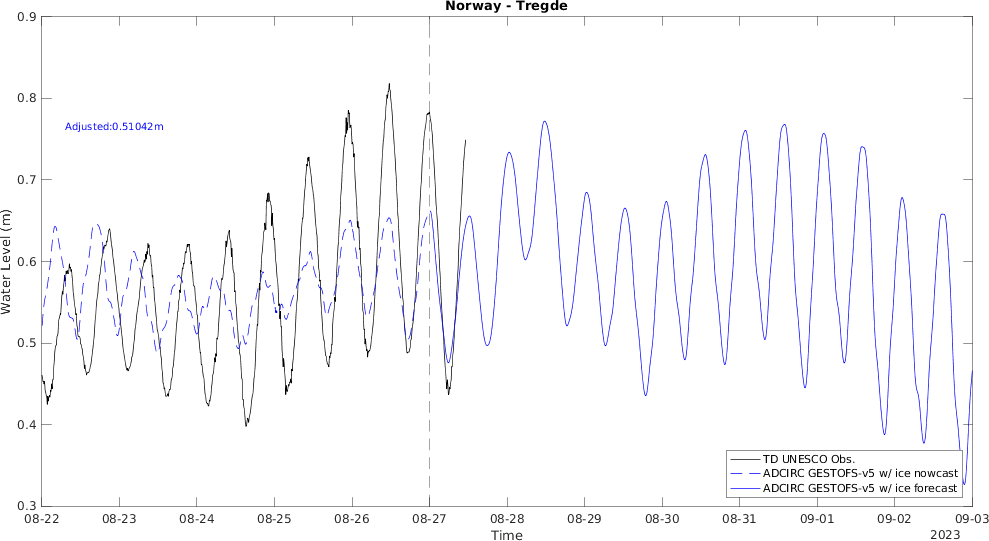 Norway - Tregde
0.9
0.8
0.7
0.6
0.5
0.4
0.3
Water Level (m)
Adjusted:0.51042m
TD UNESCO Obs.
ADCIRC GESTOFS-v5 w/ ice nowcast
ADCIRC GESTOFS-v5 w/ ice forecast
08-22 08-23 08-24 08-25 08-26 08-27 08-28 08-29 08-30 08-31 09-01 09-02 09-03
Time
2023